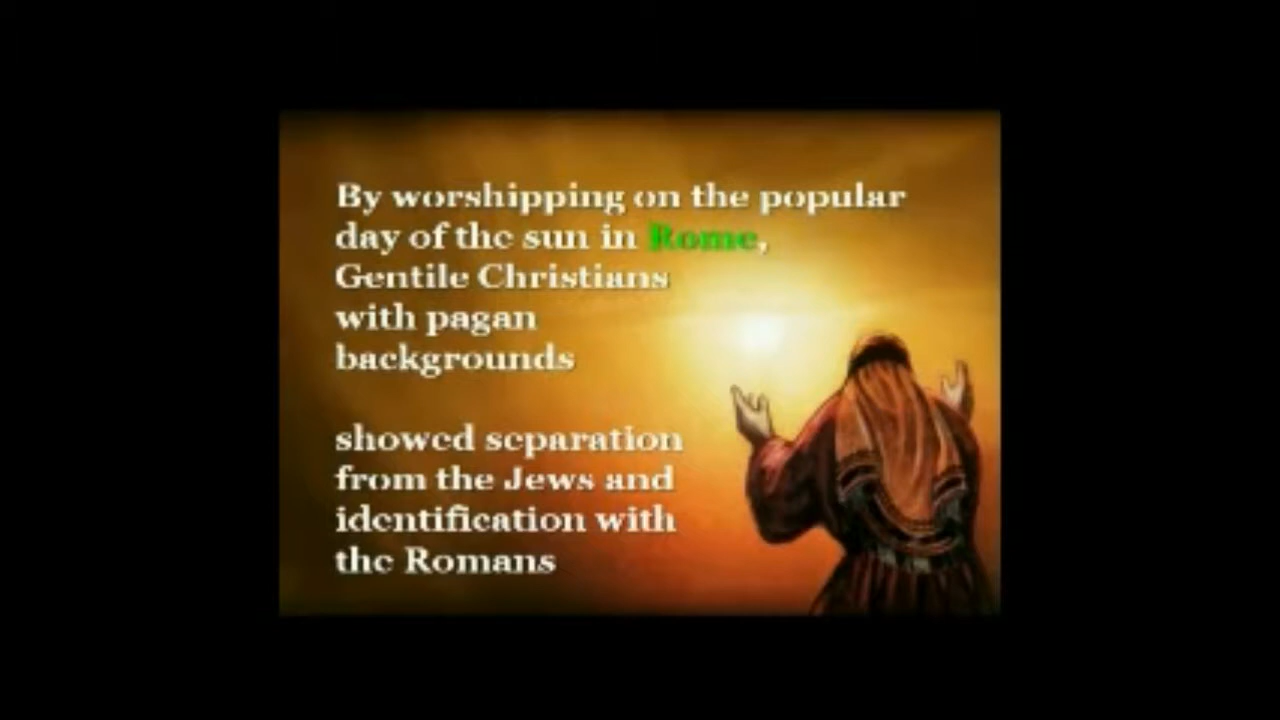 By worshipping on the popular
day of the sun in Rome,
Gentile Christians
with pagan
backgrounds
showed separation
from the Jews and
identification with
the Romans